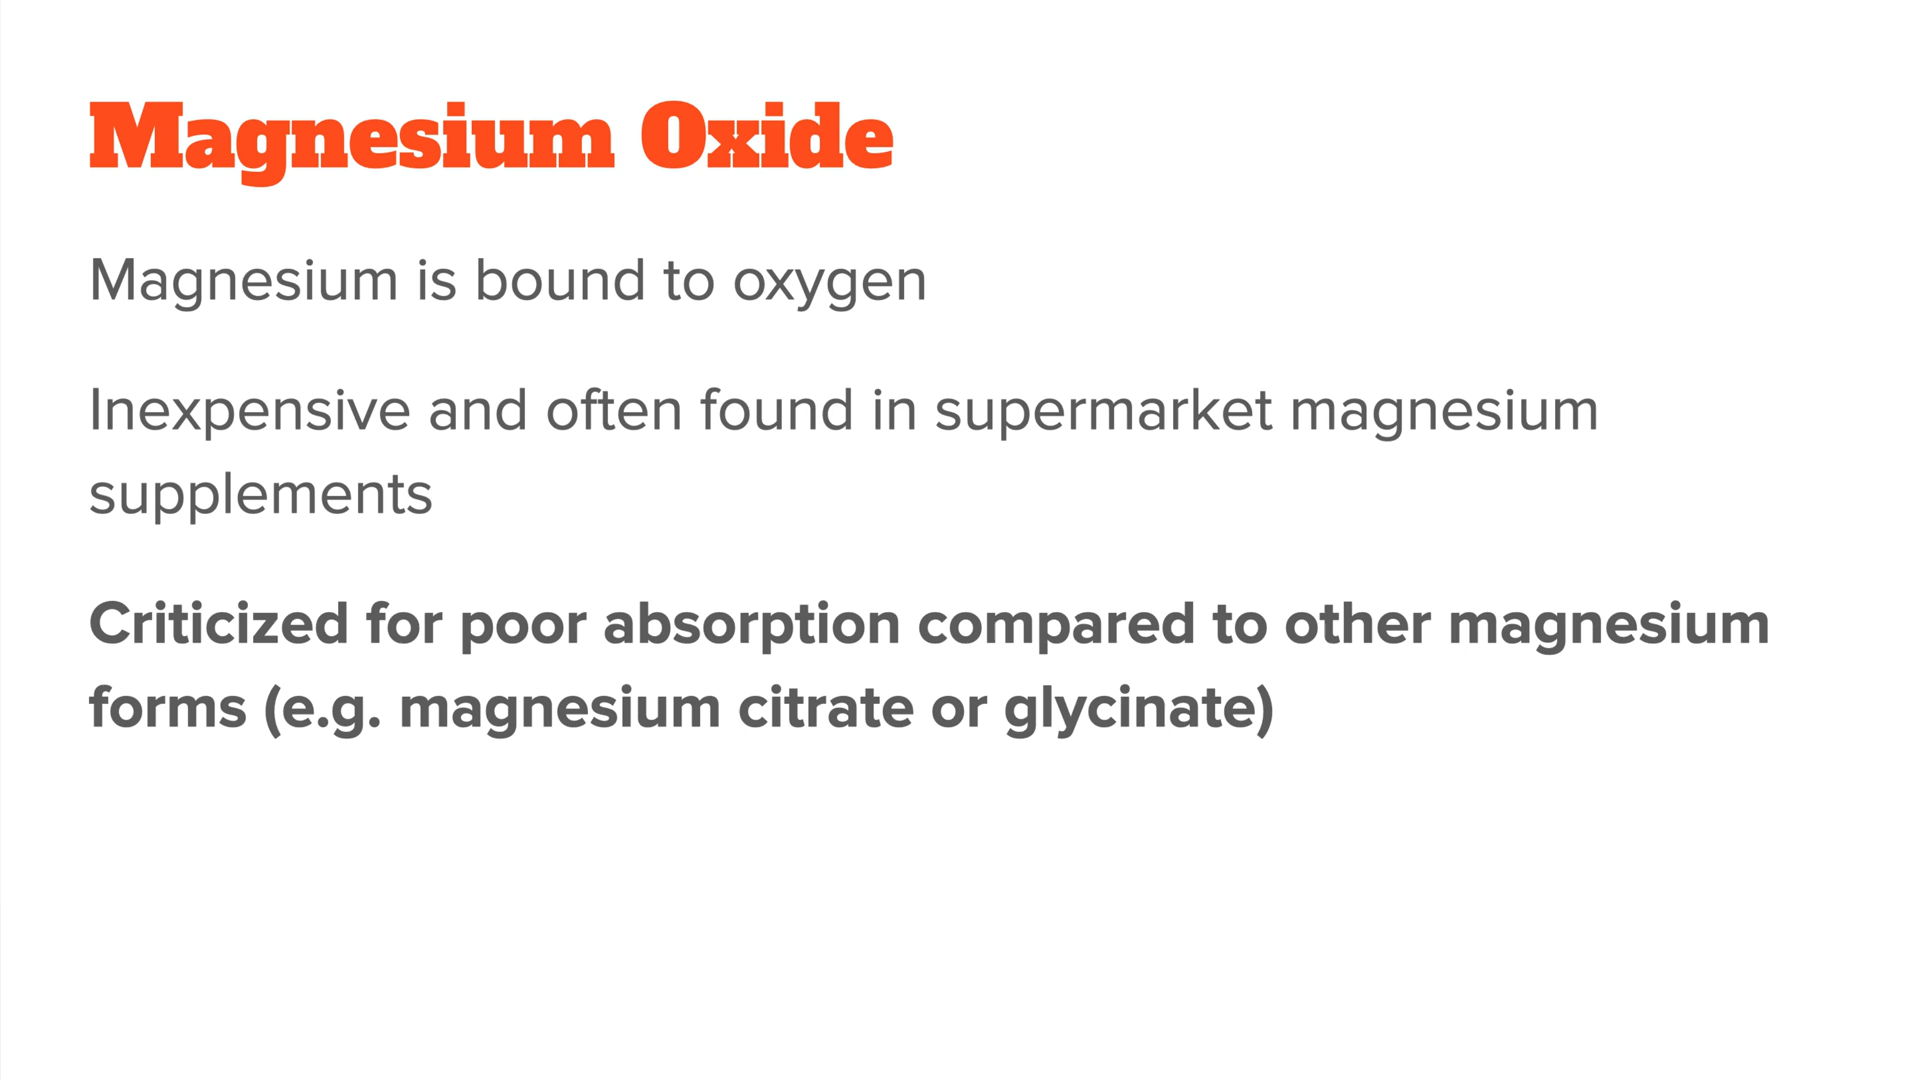 Magnesium Oxide
Magnesium is bound to oxygen
Inexpensive and often found in supermarket magnesium
supplements
Criticized for poor absorption compared to other magnesium
forms (e.g. magnesium citrate or glycinate)